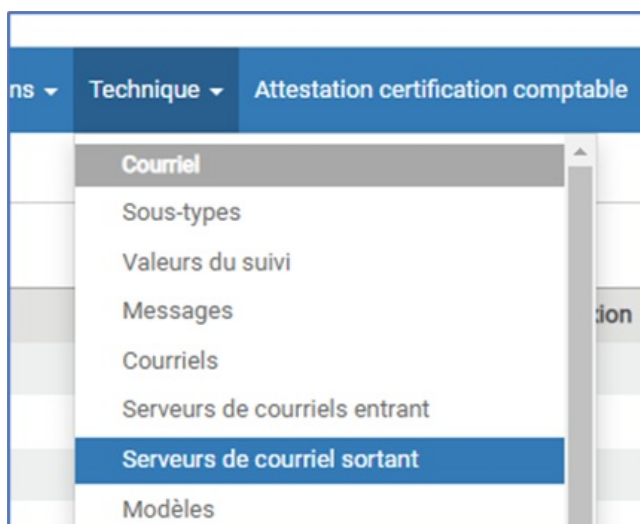 ns Technique Attestation certification comptable
Courriel
Sous-types
Valeurs du suivi
Messages
xion
Courriels
Serveurs de courriels entrant
Serveurs de courriel sortant
Modèles